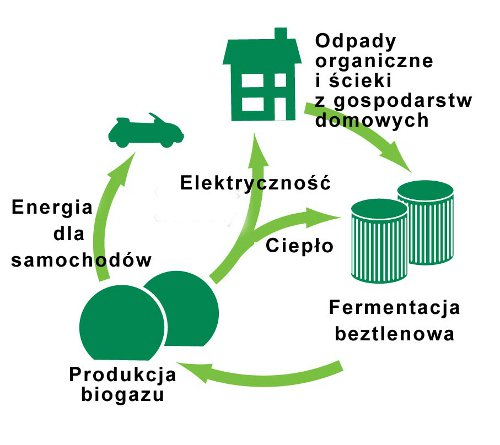 Odpady
organiczne
i ścieki
z gospodarstw
domowych
Elektryczność
Energia
dla
samochodów
Ciepło
Fermentacja
beztlenowa
Produkcja
biogazu